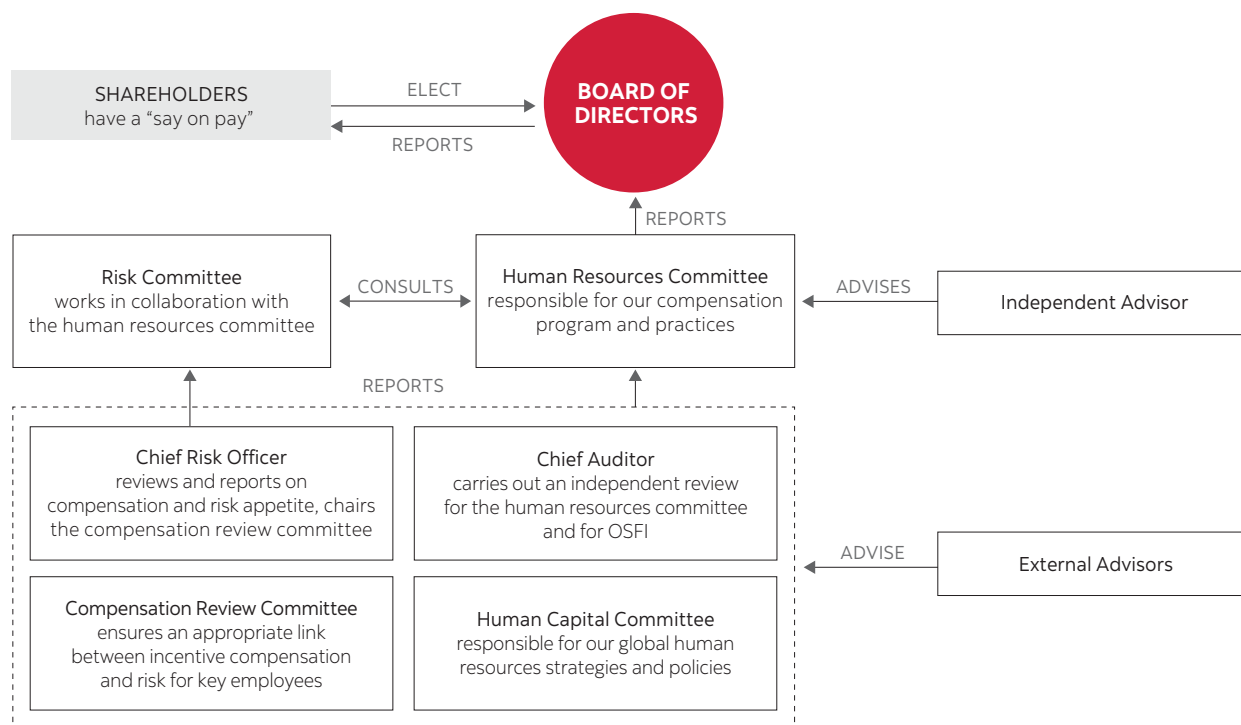 SHAREHOLDERS
have a “say on pay”
ELECT
REPORTS
BOARD OF
DIRECTORS
REPORTS
Risk Committee
works in collaboration with
the human resources committee
CONSULTS
Human Resources Committee
responsible for our compensation
program and practices
ADVISES
Independent Advisor
REPORTS
Chief Risk Officer
reviews and reports on
compensation and risk appetite, chairs
the compensation review committee
Chief Auditor
carries out an independent review
for the human resources committee
and for OSFI
ADVISE
External Advisors
Compensation Review Committee
ensures an appropriate link
between incentive compensation
and risk for key employees
Human Capital Committee
responsible for our global human
resources strategies and policies